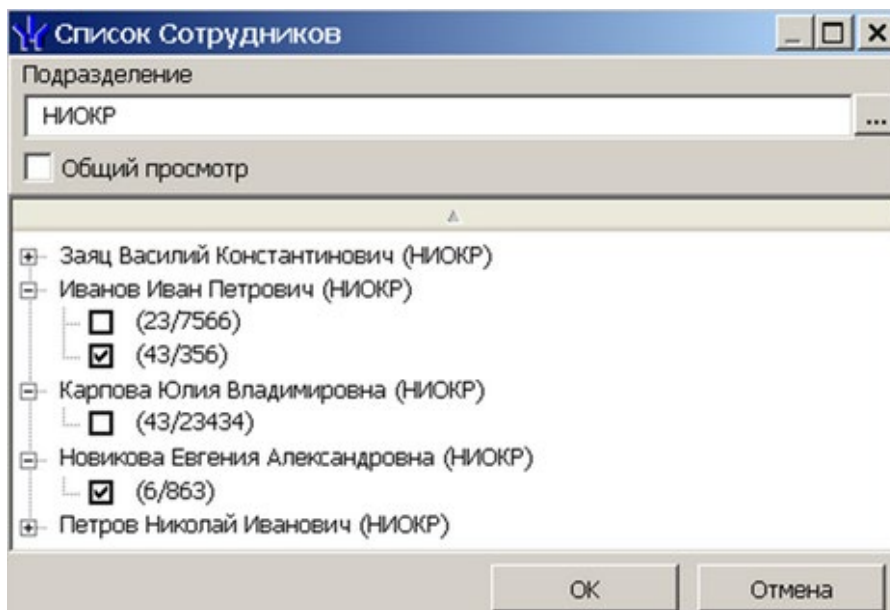 Список Сотрудников
Подразделение
НИОКР
...
Общий просмотр
Заяц Василий Константинович (НИОКР)
Иванов Иван Петрович (НИОКР)
(23/7566)
(43/356)
Карпова Юлия Владимировна (НИОКР)
(43/23434)
Новикова Евгения Александровна (НИОКР)
(6/863)
Петров Николай Иванович (НИОКР)
OK Отмена